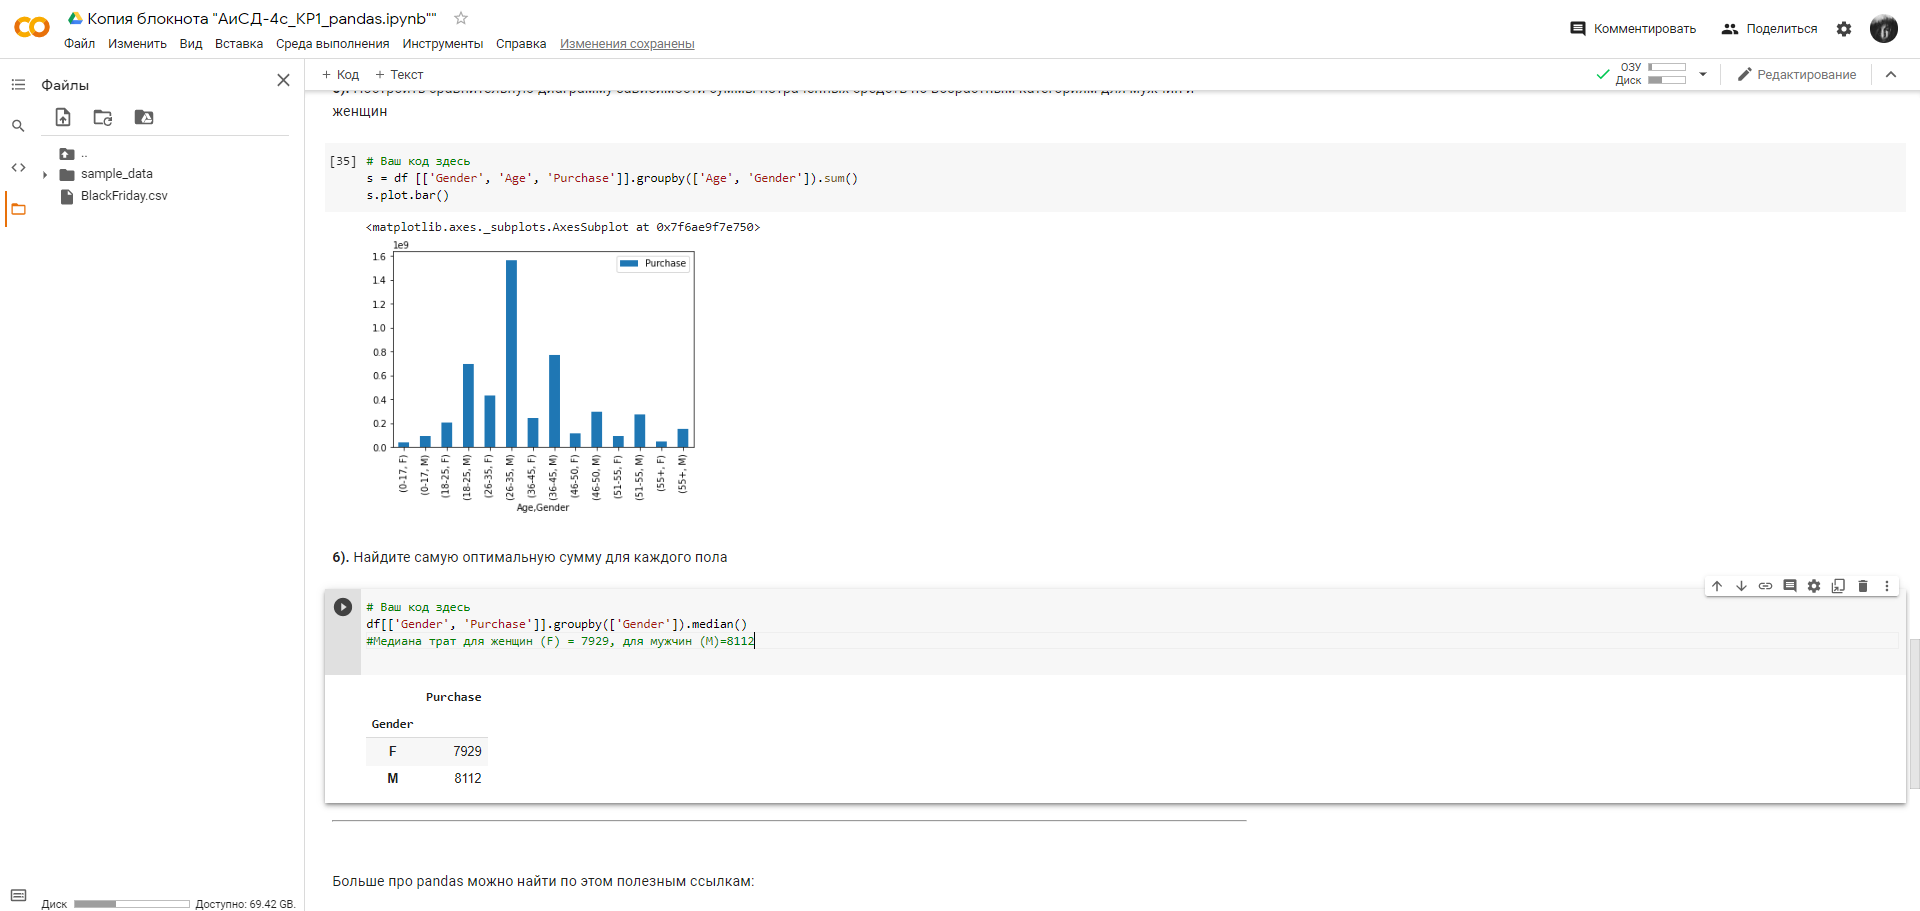 Копия блокнота "АиСД-4с_КР1_pandas.ipynb"
Файл Изменить Вид Вставка Среда выполнения Инструменты Справка Изменения сохранены
Комментировать Поделиться
Файлы
+ Код + Текст
ОЗУ
Диск
Редактирование
..
sample_data
BlackFriday.csv
женщин
[35] # Ваш код здесь
s = df [['Gender', 'Age', 'Purchase']].groupby(['Age', 'Gender']).sum()
s.plot.bar()
<matplotlib.axes._subplots.AxesSubplot at 0x7f6ae9f7e750>
1e9
Purchase
1.6
1.4
1.2
1.0
0.8
0.6
0.4
0.2
0.0
(0-17, F)
(0-17, M)
(18-25, F)
(18-25, M)
(26-35, F)
(26-35, M)
(36-45, F)
(36-45, M)
(46-50, F)
(46-50, M)
(51-55, F)
(51-55, M)
(55+, F)
(55+, M)
Age,Gender
6). Найдите самую оптимальную сумму для каждого пола
# Ваш код здесь
df[['Gender', 'Purchase']].groupby(['Gender']).median()
#Медиана трат для женщин (F) = 7929, для мужчин (М)=8112
Purchase
Gender
F 7929
M 8112
Больше про pandas можно найти по этом полезным ссылкам:
Диск Доступно: 69.42 GB.